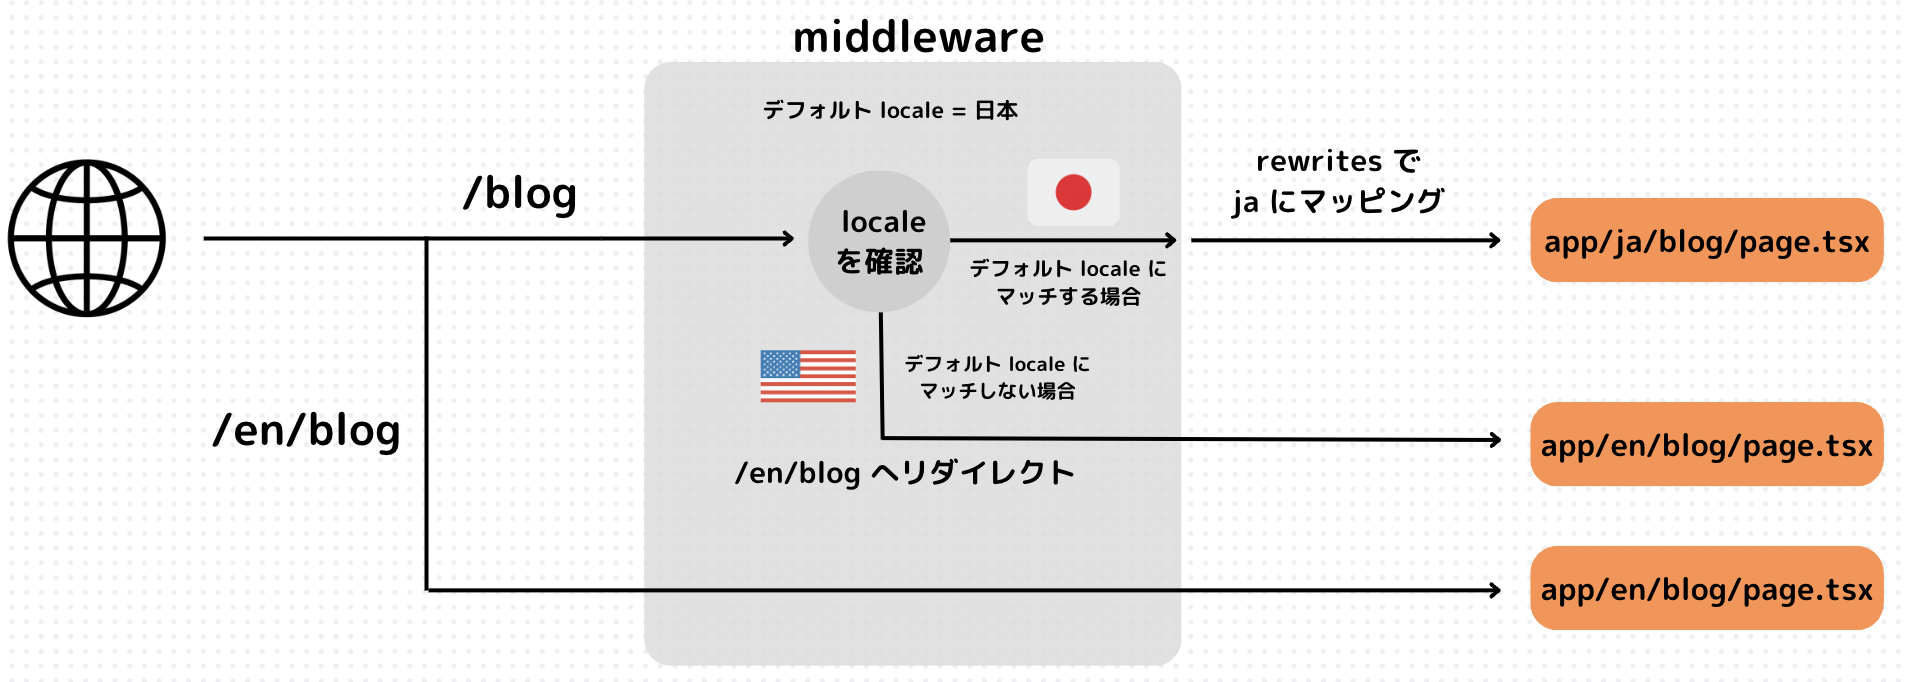 middleware
デフォルト locale = 日本
/blog
locale
を確認
デフォルト locale に
マッチする場合
rewrites で
ja にマッピング
app/ja/blog/page.tsx
デフォルト locale に
マッチしない場合
/en/blog へリダイレクト
app/en/blog/page.tsx
/en/blog
app/en/blog/page.tsx